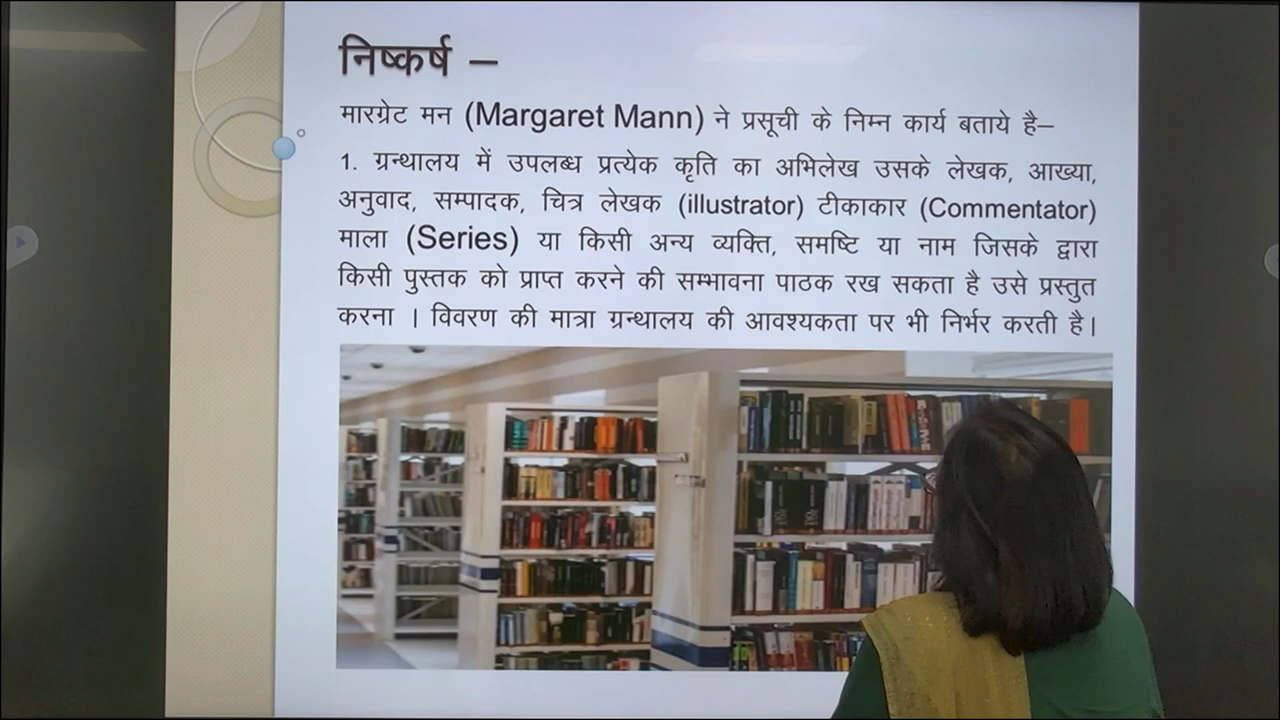 निष्कर्ष –
मारग्रेट मन (Margaret Mann) ने प्रसूची के निम्न कार्य बताये है–
1. ग्रन्थालय में उपलब्ध प्रत्येक कृति का अभिलेख उसके लेखक, आख्या,
अनुवाद, सम्पादक, चित्र लेखक (illustrator) टीकाकार (Commentator)
माला (Series) या किसी अन्य व्यक्ति, समष्टि या नाम जिसके द्वारा
किसी पुस्तक को प्राप्त करने की सम्भावना पाठक रख सकता है उसे प्रस्तुत
करना । विवरण की मात्रा ग्रन्थालय की आवश्यकता पर भी निर्भर करती है।